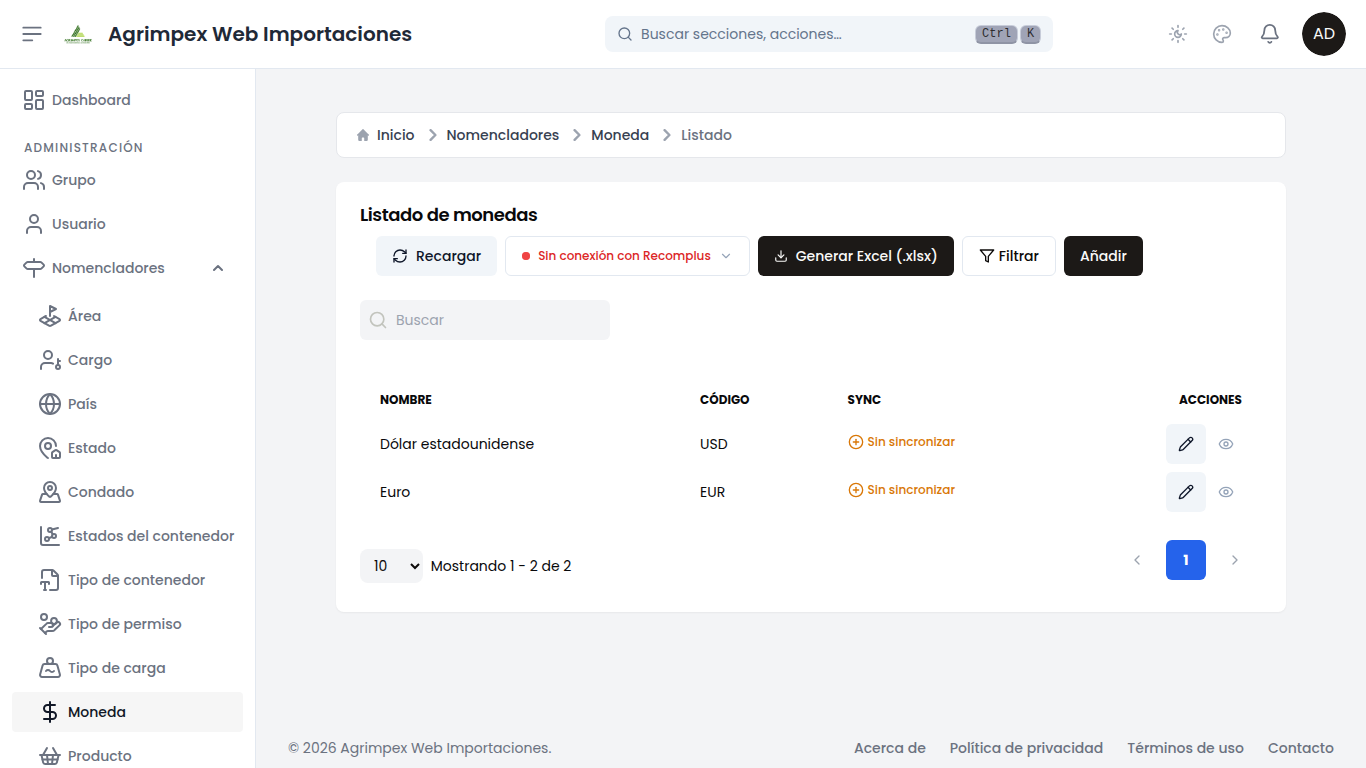 Agrimpex Web Importaciones
Buscar secciones, acciones...
Ctrl K
AD
Dashboard
ADMINISTRACIÓN
Grupo
Usuario
Nomencladores
Área
Cargo
País
Estado
Condado
Estados del contenedor
Tipo de contenedor
Tipo de permiso
Tipo de carga
Moneda
Producto
Inicio Nomencladores Moneda Listado
Listado de monedas
Recargar
Sin conexión con Recomplus
Generar Excel (.xlsx)
Filtrar
Añadir
Buscar
NOMBRE CÓDIGO SYNC ACCIONES
Dólar estadounidense USD Sin sincronizar
Euro EUR Sin sincronizar
10 Mostrando 1 - 2 de 2
1
© 2026 Agrimpex Web Importaciones.
Acerca de Política de privacidad Términos de uso Contacto